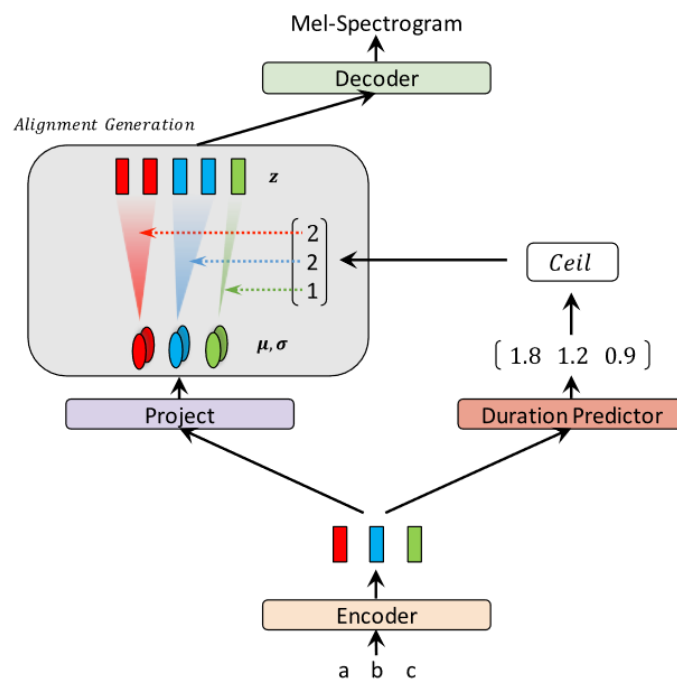 Mel-Spectrogram
Decoder
Alignment Generation
z
2
2
1
Ceil
μ, σ
[ 1.8 1.2 0.9 ]
Project
Duration Predictor
Encoder
a b c